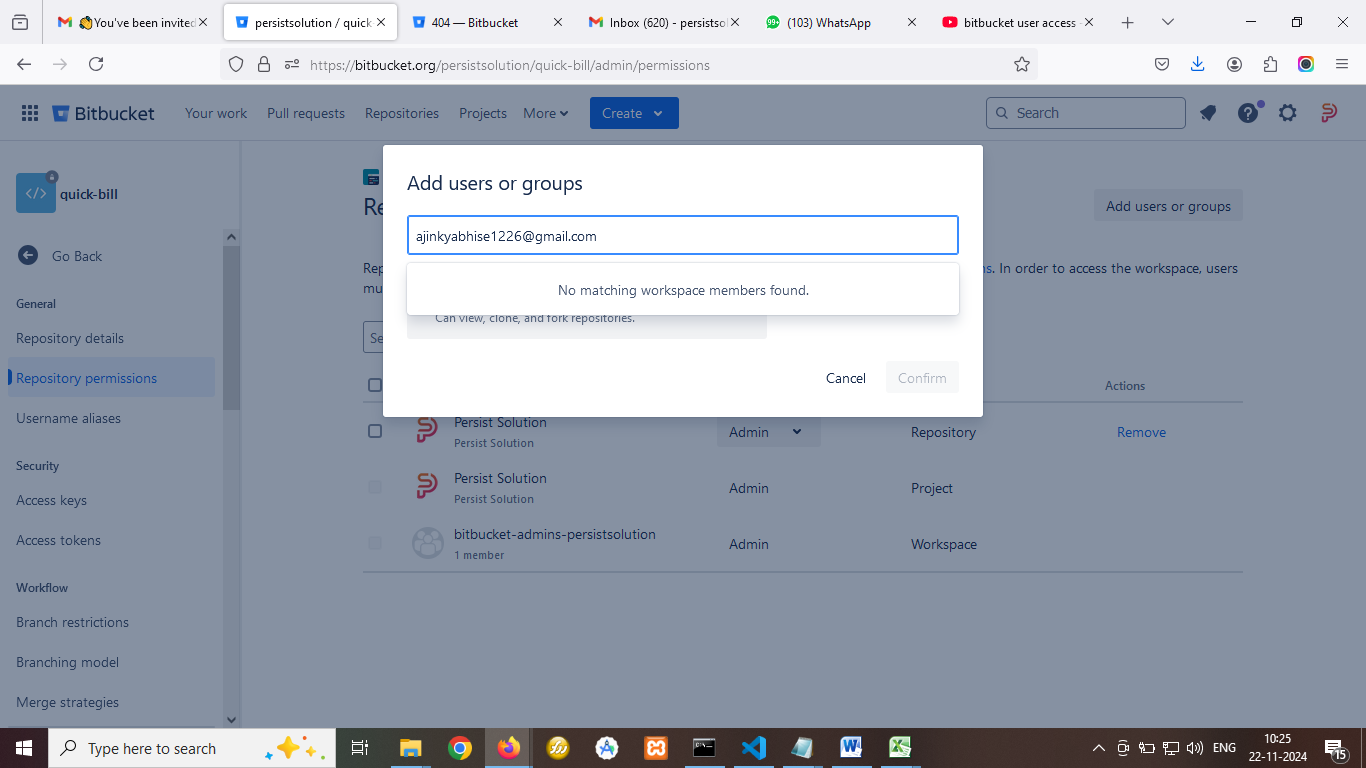 👋You've been invited
persistsolution / quick-
404 — Bitbucket
Inbox (620) - persistsol
99+
(103) WhatsApp
bitbucket user access -
https://bitbucket.org/persistsolution/quick-bill/admin/permissions
Bitbucket
Your work
Pull requests
Repositories
Projects
More
Create
Search
</>
quick-bill
Go Back
General
Repository details
Repository permissions
Username aliases
Security
Access keys
Access tokens
Workflow
Branch restrictions
Branching model
Merge strategies
Re
Add users or groups
Rep
ns. In order to access the workspace, users
mu
Se
Add users or groups
ajinkyabhise1226@gmail.com
No matching workspace members found.
Can view, clone, and fork repositories.
Cancel
Confirm
Actions
Persist Solution
Persist Solution
Admin
Repository
Remove
Persist Solution
Persist Solution
Admin
Project
bitbucket-admins-persistsolution
1 member
Admin
Workspace
Type here to search
ENG
10:25
22-11-2024
15